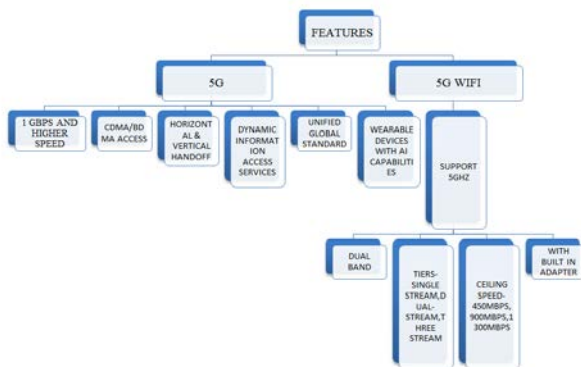 FEATURES
5G
5G WIFI
1 GBPS AND
HIGHER
SPEED
CDMA/BD
MA ACCESS
HORIZONT
AL &
VERTICAL
HANDOFF
DYNAMIC
INFORMAT
ION
ACCESS
SERVICES
UNIFIED
GLOBAL
STANDARD
WEARABLE
DEVICES
WITH AI
CAPABILITI
ES
SUPPORT
5GHZ
DUAL
BAND
TIERS-
SINGLE
STREAM,D
UAL-
STREAM,T
HREE
STREAM
CEILING
SPEED-
450MBPS,
900MBPS,1
300MBPS
WITH
BUILT IN
ADAPTER